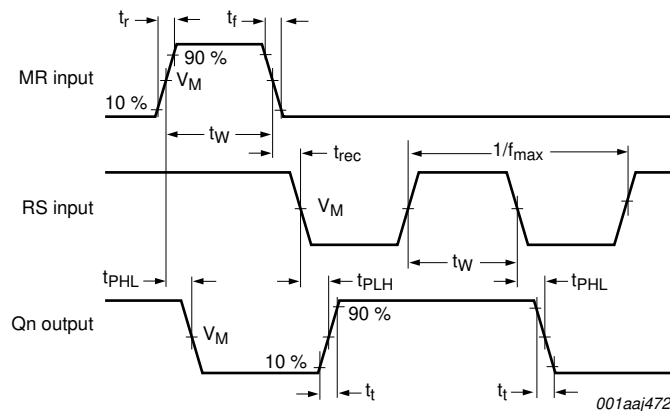 tr
tf
90 %
MR input
VM
10 %
tW
trec
1/fmax
RS input
VM
tW
tPHL
tPLH
tPHL
Qn output
VM
90 %
10 %
tt
tt
001aaj472